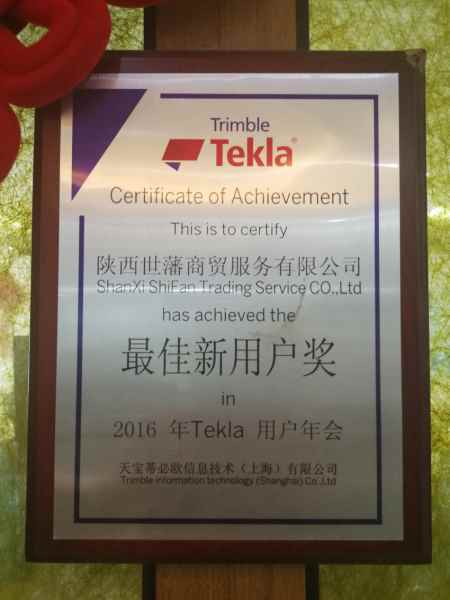 Trimble
Tekla®
Certificate of Achievement
This is to certify
陕西世藩商贸服务有限公司
ShanXi ShiFan Trading Service CO.,Ltd
has achieved the
最佳新用户奖
in
2016 年Tekla 用户年会
天宝蒂必欧信息技术（上海）有限公司
Trimble information technology (Shanghai) Co.,Ltd